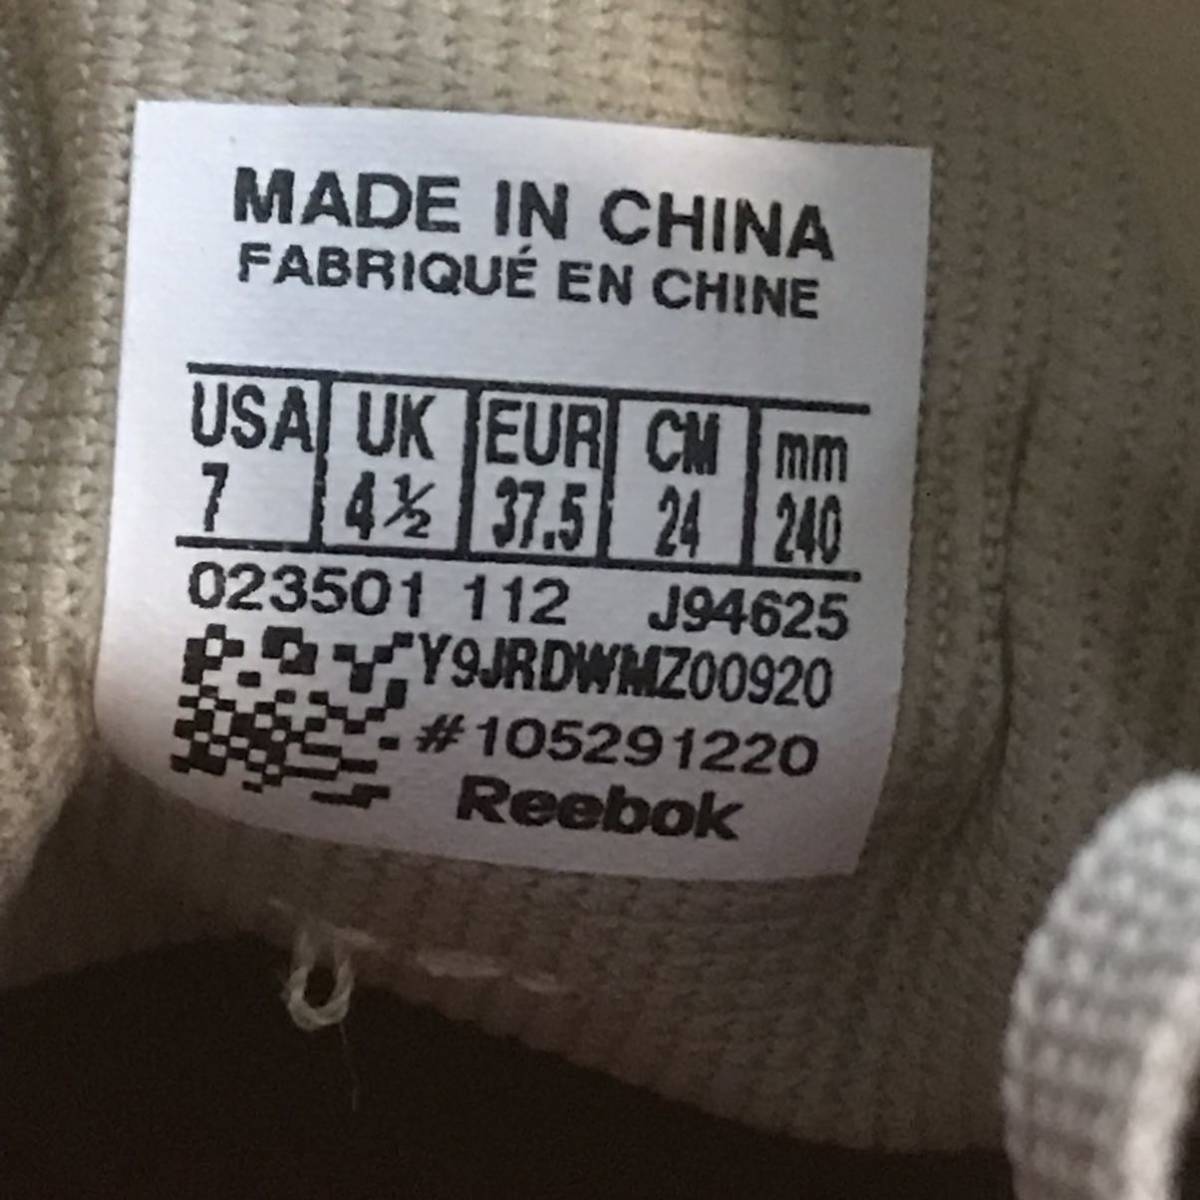 MADE IN CHINA
FABRIQUÉ EN CHINE
USA UK EUR CM mm
7 4½ 37.5 24 240
023501 112 J94625
Y9JRDWMZ00920
#105291220
Reebok